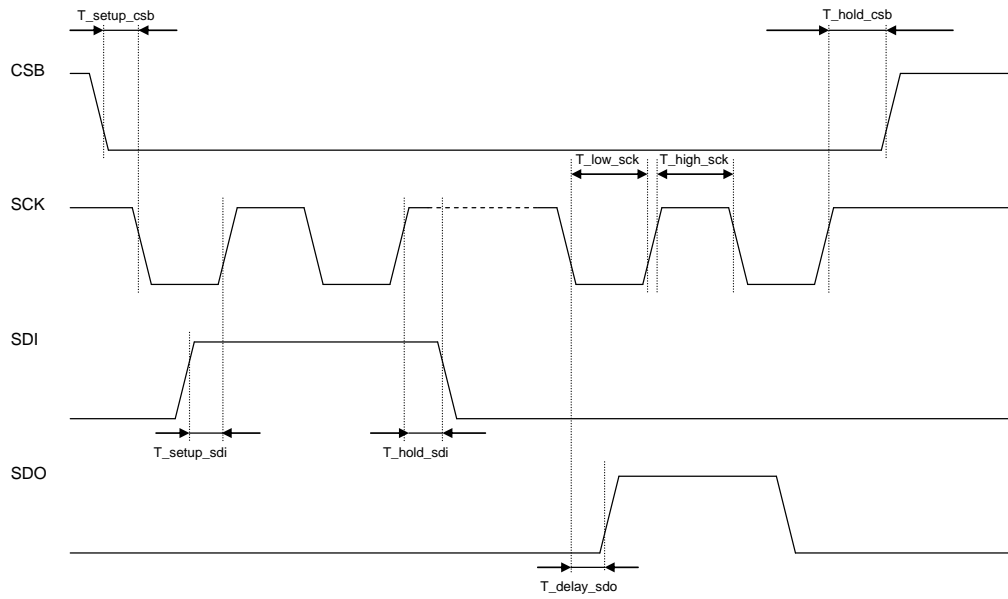 T_setup_csb
T_hold_csb
CSB
T_low_sck
T_high_sck
SCK
SDI
T_setup_sdi
T_hold_sdi
SDO
T_delay_sdo